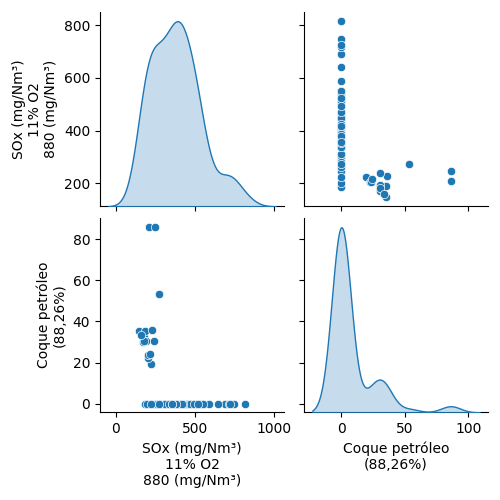 800
600
400
200
SOx (mg/Nm³)
11% O2
880 (mg/Nm³)
80
60
40
20
0
Coque petróleo
(88,26%)
0
500
1000
SOx (mg/Nm³)
11% O2
880 (mg/Nm³)
0
50
100
Coque petróleo
(88,26%)